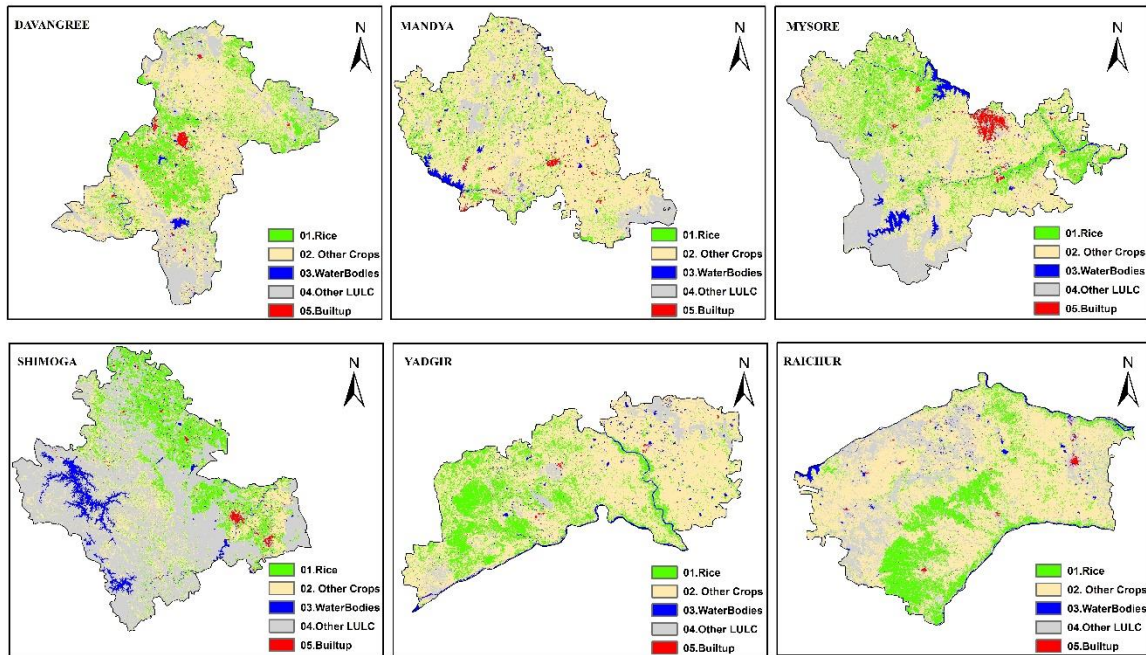 DAVANGREE
N
01.Rice
02. Other Crops
03.WaterBodies
04.Other LULC
05.Builtup
MANDYA
N
01.Rice
02. Other Crops
03.WaterBodies
04.Other LULC
05.Builtup
MYSORE
N
01.Rice
02. Other Crops
03.WaterBodies
04.Other LULC
05.Builtup
SHIMOGA
N
01.Rice
02. Other Crops
03.WaterBodies
04.Other LULC
05.Builtup
YADGIR
N
01.Rice
02. Other Crops
03.WaterBodies
04.Other LULC
05.Builtup
RAICHUR
N
01.Rice
02. Other Crops
03.WaterBodies
04.Other LULC
05.Builtup